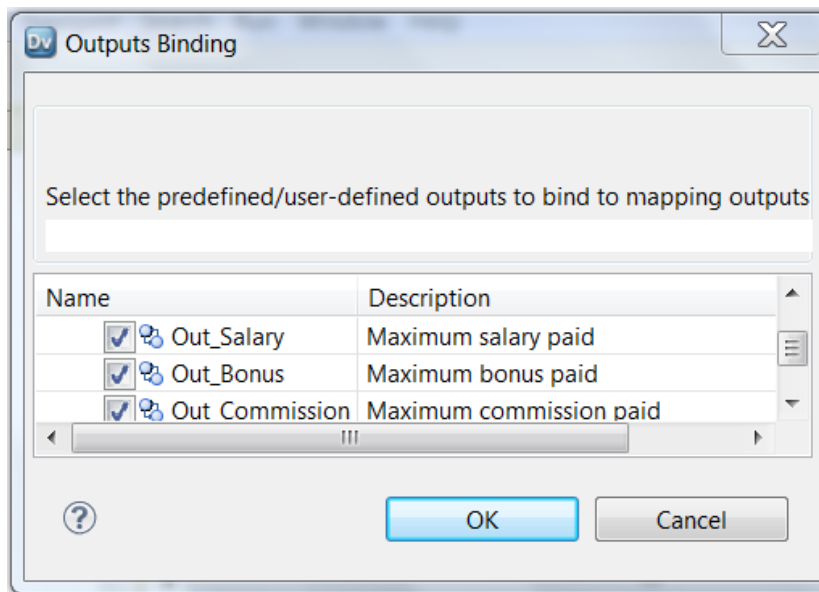 Dv Outputs Binding
Select the predefined/user-defined outputs to bind to mapping outputs
Name Description
Out_Salary Maximum salary paid
Out_Bonus Maximum bonus paid
Out_Commission Maximum commission paid
? OK Cancel